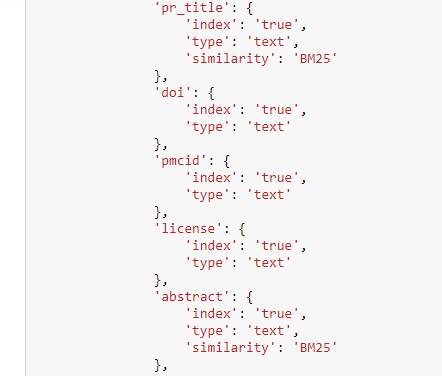 'pr_title': {
'index': 'true',
'type': 'text',
'similarity': 'BM25'
},
'doi': {
'index': 'true',
'type': 'text'
},
'pmcid': {
'index': 'true',
'type': 'text'
},
'license': {
'index': 'true',
'type': 'text'
},
'abstract': {
'index': 'true',
'type': 'text',
'similarity': 'BM25'
},